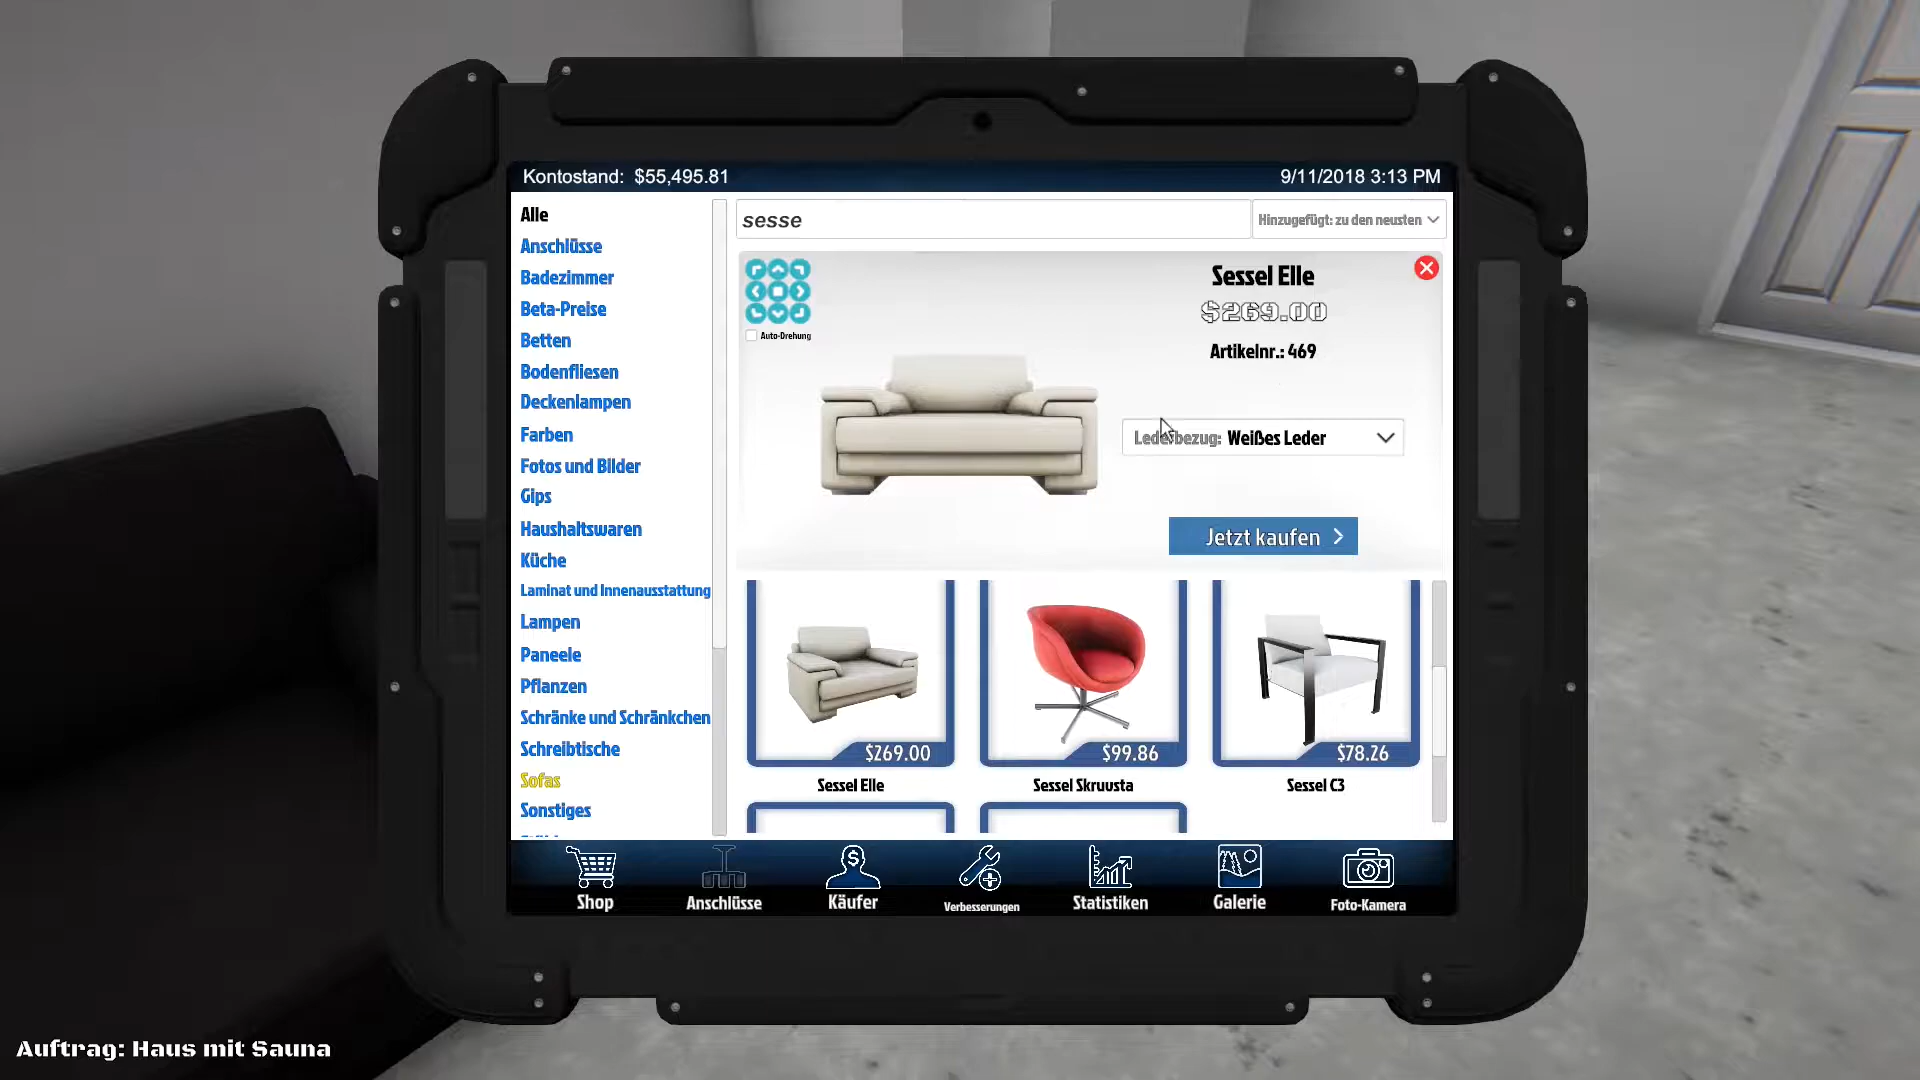 Kontostand: $55,495.81
9/11/2018 3:13 PM
Alle
Anschlüsse
Badezimmer
Beta-Preise
Betten
Bodenfliesen
Deckenlampen
Farben
Fotos und Bilder
Gips
Haushaltswaren
Küche
Laminat und Innenausstattung
Lampen
Paneele
Pflanzen
Schränke und Schränkchen
Schreibtische
Sofas
Sonstiges
sesse
Hinzugefügt: zu den neusten
Auto-Drehung
Sessel Elle
$269.00
Artikelnr.: 469
Lederbezug: Weißes Leder
Jetzt kaufen
$269.00
Sessel Elle
$99.86
Sessel Skruusta
$78.26
Sessel C3
Shop
Anschlüsse
Käufer
Verbesserungen
Statistiken
Galerie
Foto-Kamera
Auftrag: Haus mit Sauna